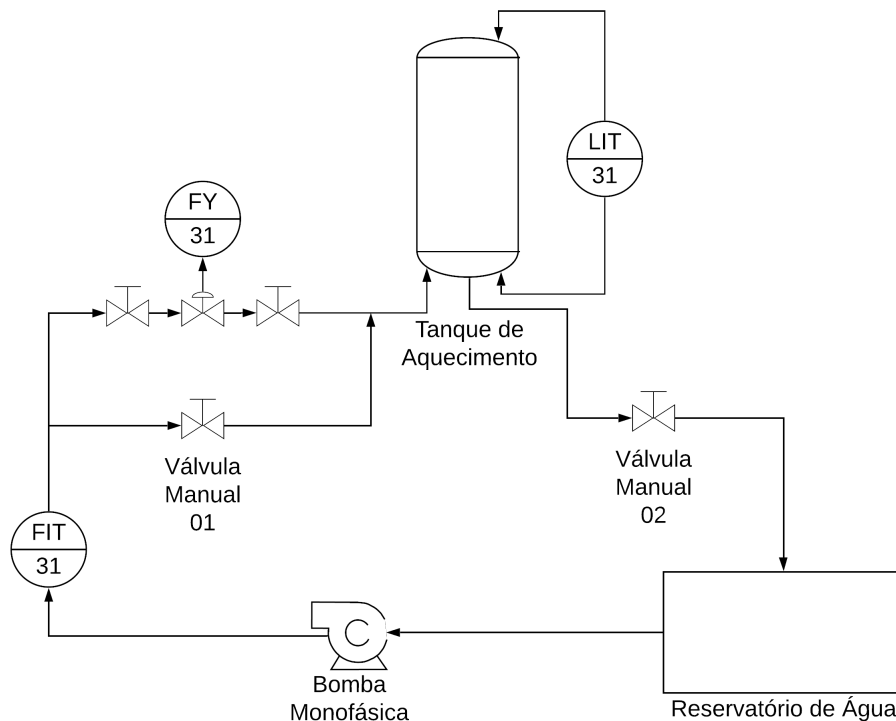 LIT
31
FY
31
Tanque de
Aquecimento
Válvula
Manual
01
Válvula
Manual
02
FIT
31
Bomba
Monofásica
Reservatório de Água